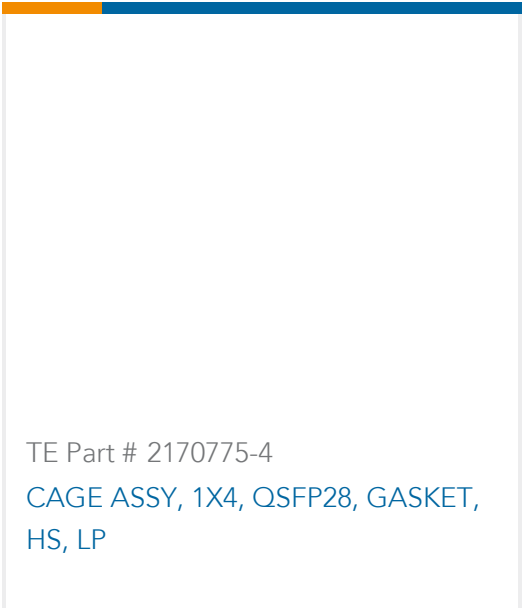 TE Part # 2170775-4
CAGE ASSY, 1X4, QSFP28, GASKET,
HS, LP